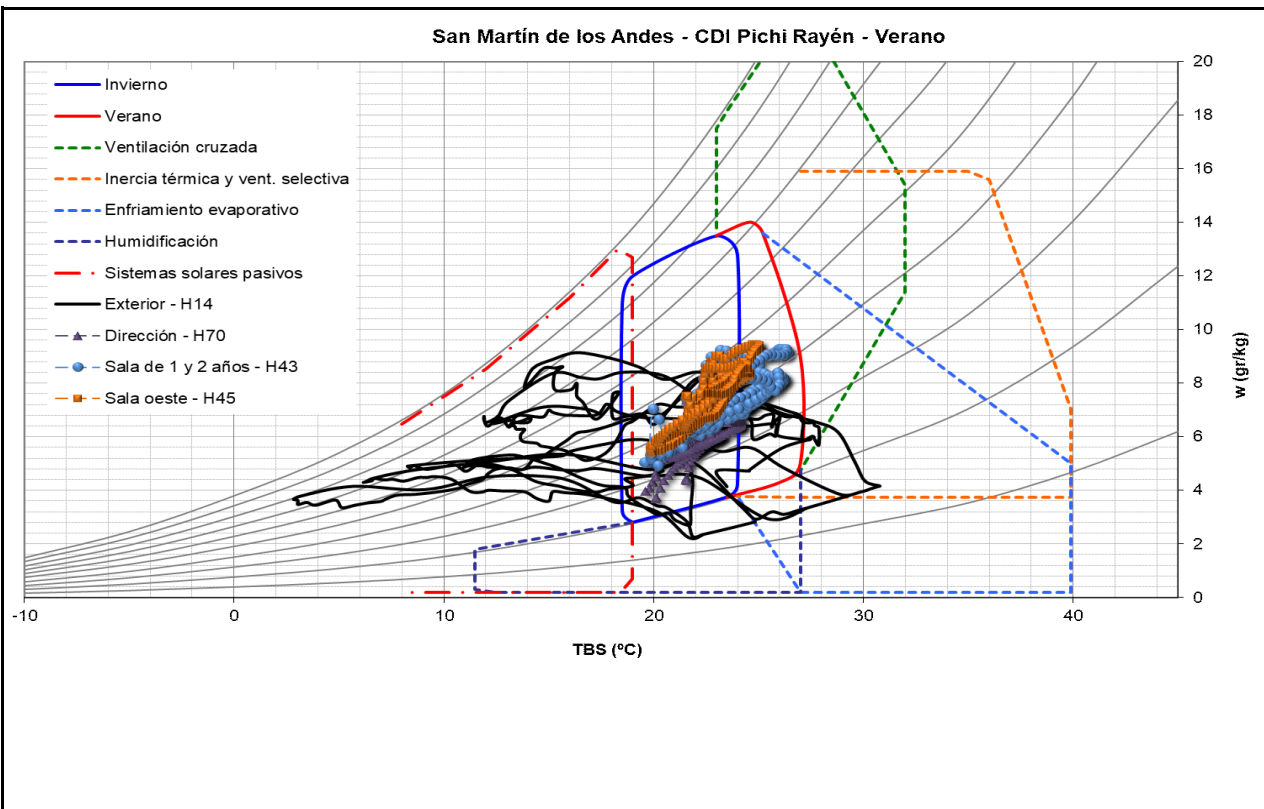 San Martín de los Andes - CDI Pichi Rayén - Verano
Invierno
Verano
Ventilación cruzada
Inercia térmica y vent. selectiva
Enfriamiento evaporativo
Humidificación
Sistemas solares pasivos
Exterior - H14
Dirección - H70
Sala de 1 y 2 años - H43
Sala oeste - H45
20
18
16
14
12
10
8
6
4
2
0
w (gr/kg)
-10
0
10
20
30
40
TBS (ºC)